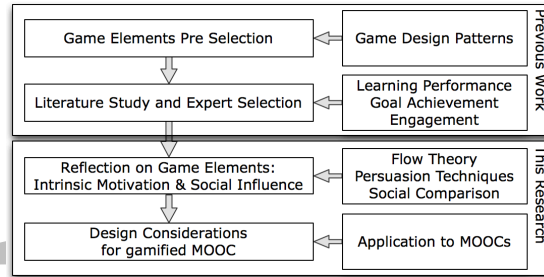 Game Elements Pre Selection
Game Design Patterns
Literature Study and Expert Selection
Learning Performance
Goal Achievement
Engagement
Previous Work
Reflection on Game Elements:
Intrinsic Motivation & Social Influence
Flow Theory
Persuasion Techniques
Social Comparison
Design Considerations
for gamified MOOC
Application to MOOCs
This Research